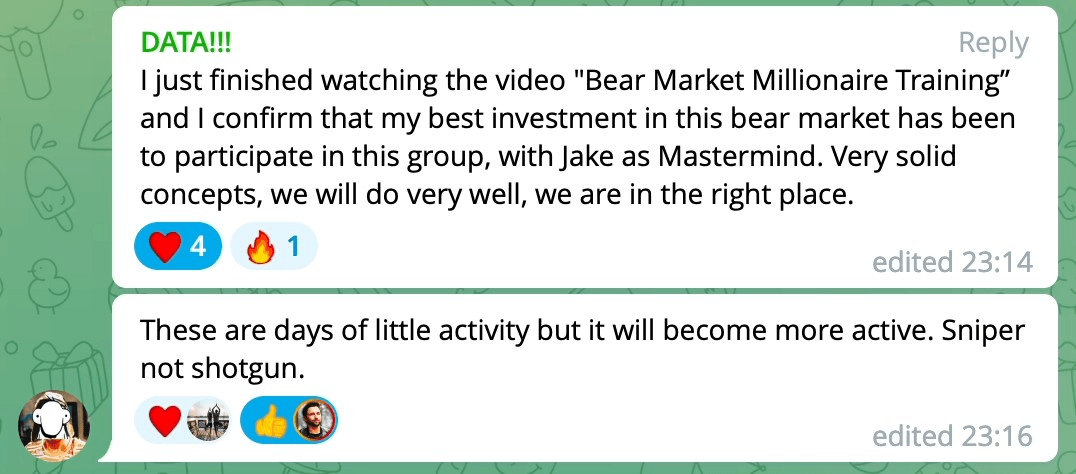 DATA!!!
Reply
I just finished watching the video "Bear Market Millionaire Training”
and I confirm that my best investment in this bear market has been
to participate in this group, with Jake as Mastermind. Very solid
concepts, we will do very well, we are in the right place.
4
1
edited 23:14
These are days of little activity but it will become more active. Sniper
not shotgun.
edited 23:16